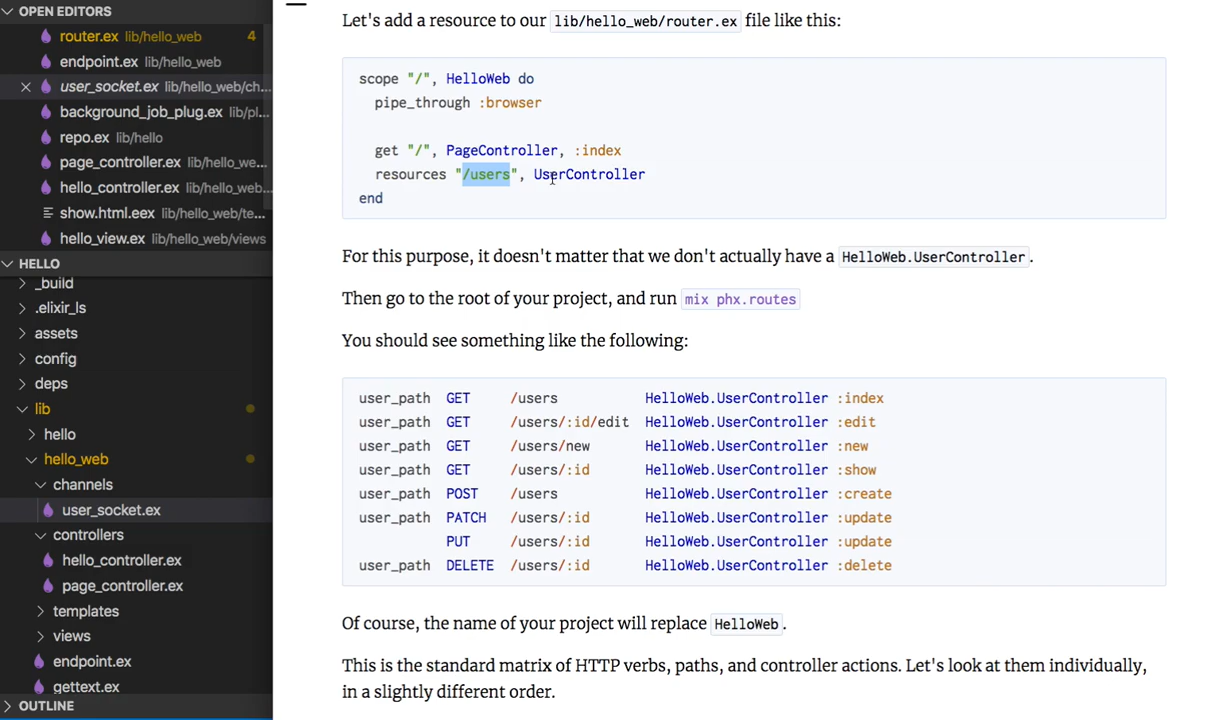 OPEN EDITORS
router.ex lib/hello_web 4
endpoint.ex lib/hello_web
user_socket.ex lib/hello_web/ch...
background_job_plug.ex lib/pl...
repo.ex lib/hello
page_controller.ex lib/hello_we...
hello_controller.ex lib/hello_web...
show.html.eex lib/hello_web/te...
hello_view.ex lib/hello_web/views
HELLO
_build
.elixir_ls
assets
config
deps
lib
hello
hello_web
channels
user_socket.ex
controllers
hello_controller.ex
page_controller.ex
templates
views
endpoint.ex
gettext.ex
OUTLINE
Let's add a resource to our lib/hello_web/router.ex file like this:
scope "/", HelloWeb do
pipe_through :browser
get "/", PageController, :index
resources "/users", UserController
end
For this purpose, it doesn't matter that we don't actually have a HelloWeb.UserController.
Then go to the root of your project, and run mix phx.routes
You should see something like the following:
user_path GET /users HelloWeb.UserController :index
user_path GET /users/:id/edit HelloWeb.UserController :edit
user_path GET /users/new HelloWeb.UserController :new
user_path GET /users/:id HelloWeb.UserController :show
user_path POST /users HelloWeb.UserController :create
user_path PATCH /users/:id HelloWeb.UserController :update
PUT /users/:id HelloWeb.UserController :update
user_path DELETE /users/:id HelloWeb.UserController :delete
Of course, the name of your project will replace HelloWeb.
This is the standard matrix of HTTP verbs, paths, and controller actions. Let's look at them individually,
in a slightly different order.